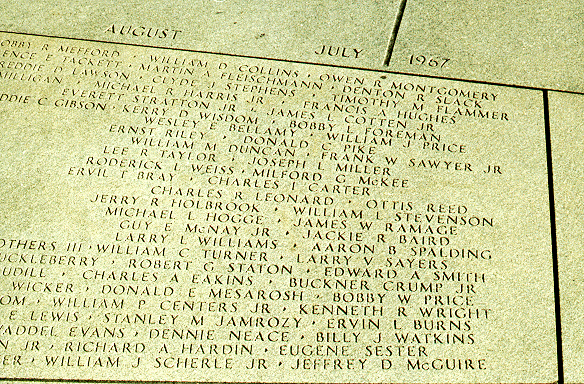 AUGUST JULY 1967
BOBBY R MEFFORD · WILLIAM D COLLINS · OWEN R MONTGOMERY
ENCE E TACKETT · MARTIN A FLEISCHMANN · DENTON R SLACK
FREDDIE LAWSON · CLYDE STEPHENS · TIMOTHY M FLAMMER
MILLIGAN · MICHAEL R HARRIS JR · FRANCIS A HUGHES
EVERETT STRATTON JR · JAMES L COTTEN JR
DDIE C GIBSON · KERRY D WISDOM · BOBBY L FOREMAN
WESLEY E BELLAMY · WILLIAM J PRICE
ERNST RILEY · DONALD C PIKE
WILLIAM M DUNCAN · FRANK W SAWYER JR
LEE R TAYLOR · JOSEPH L MILLER
RODERICK L WEISS · MILFORD G McKEE
ERVIL T BRAY · CHARLES I CARTER
CHARLES R LEONARD · OTTIS REED
JERRY R HOLBROOK · WILLIAM L STEVENSON
MICHAEL L HOGGE · JAMES W RAMAGE
GUY E McNAY JR · JACKIE R BAIRD
LARRY L WILLIAMS · AARON B SPALDING
OTHERS III · WILLIAM C TURNER · LARRY V SAYERS
UCKLEBERRY · ROBERT G STATON · EDWARD A SMITH
UDILL · CHARLES A EAKINS · BUCKNER CRUMP JR
WICKER · DONALD E MESAROSH · BOBBY W PRICE
OM · WILLIAM P CENTERS JR · KENNETH R WRIGHT
E LEWIS · STANLEY M JAMROZY · ERVIN L BURNS
WADDEL EVANS · DENNIE NEACE · BILLY J WATKINS
N JR · RICHARD A HARDIN · EUGENE SESTER
ER · WILLIAM J SCHERLE JR · JEFFREY D McGUIRE